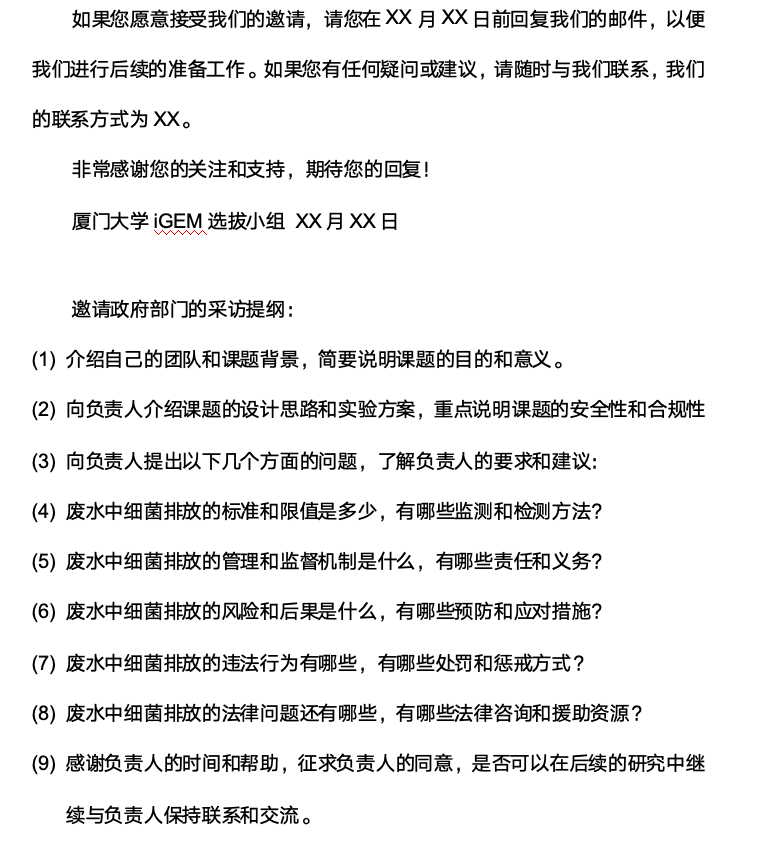 如果您愿意接受我们的邀请，请您在 XX 月 XX 日前回复我们的邮件，以便
我们进行后续的准备工作。如果您有任何疑问或建议，请随时与我们联系，我们
的联系方式为 XX。
非常感谢您的关注和支持，期待您的回复！
厦门大学 iGEM 选拔小组 XX 月 XX 日
邀请政府部门的采访提纲：
(1) 介绍自己的团队和课题背景，简要说明课题的目的和意义。
(2) 向负责人介绍课题的设计思路和实验方案，重点说明课题的安全性和合规性
(3) 向负责人提出以下几个方面的问题，了解负责人的要求和建议:
(4) 废水中细菌排放的标准和限值是多少，有哪些监测和检测方法?
(5) 废水中细菌排放的管理和监督机制是什么，有哪些责任和义务?
(6) 废水中细菌排放的风险和后果是什么，有哪些预防和应对措施?
(7) 废水中细菌排放的违法行为有哪些，有哪些处罚和惩戒方式？
(8) 废水中细菌排放的法律问题还有哪些，有哪些法律咨询和援助资源？
(9) 感谢负责人的时间和帮助，征求负责人的同意，是否可以在后续的研究中继
续与负责人保持联系和交流。